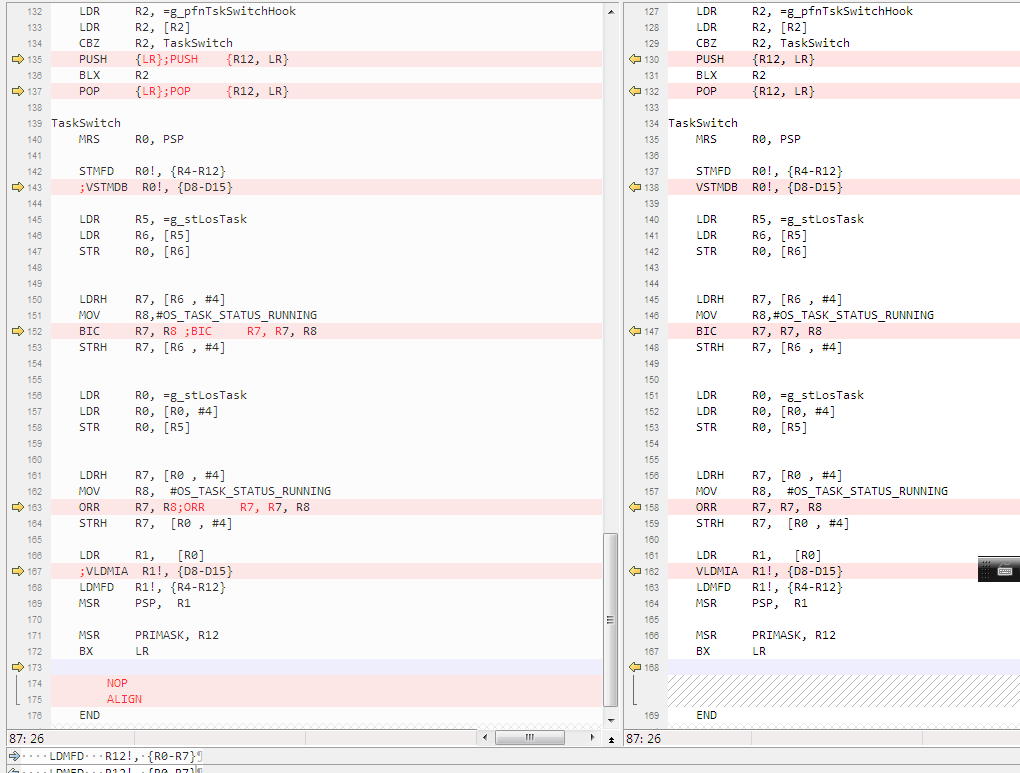 132 LDR R2, =g_pfnTskSwitchHook
133 LDR R2, [R2]
134 CBZ R2, TaskSwitch
135 PUSH {LR};PUSH {R12, LR}
136 BLX R2
137 POP {LR};POP {R12, LR}
138
139 TaskSwitch
140 MRS R0, PSP
141
142 STMFD R0!, {R4-R12}
143 ;VSTMDB R0!, {D8-D15}
144
145 LDR R5, =g_stLosTask
146 LDR R6, [R5]
147 STR R0, [R6]
148
149
150 LDRH R7, [R6 , #4]
151 MOV R8,#OS_TASK_STATUS_RUNNING
152 BIC R7, R8 ;BIC R7, R7, R8
153 STRH R7, [R6 , #4]
154
155
156 LDR R0, =g_stLosTask
157 LDR R0, [R0, #4]
158 STR R0, [R5]
159
160
161 LDRH R7, [R0 , #4]
162 MOV R8, #OS_TASK_STATUS_RUNNING
163 ORR R7, R8;ORR R7, R7, R8
164 STRH R7, [R0 , #4]
165
166 LDR R1, [R0]
167 ;VLDMIA R1!, {D8-D15}
168 LDMFD R1!, {R4-R12}
169 MSR PSP, R1
170
171 MSR PRIMASK, R12
172 BX LR
173
174 NOP
175 ALIGN
176 END
87: 26
127 LDR R2, =g_pfnTskSwitchHook
128 LDR R2, [R2]
129 CBZ R2, TaskSwitch
130 PUSH {R12, LR}
131 BLX R2
132 POP {R12, LR}
133
134 TaskSwitch
135 MRS R0, PSP
136
137 STMFD R0!, {R4-R12}
138 VSTMDB R0!, {D8-D15}
139
140 LDR R5, =g_stLosTask
141 LDR R6, [R5]
142 STR R0, [R6]
143
144
145 LDRH R7, [R6 , #4]
146 MOV R8,#OS_TASK_STATUS_RUNNING
147 BIC R7, R7, R8
148 STRH R7, [R6 , #4]
149
150
151 LDR R0, =g_stLosTask
152 LDR R0, [R0, #4]
153 STR R0, [R5]
154
155
156 LDRH R7, [R0 , #4]
157 MOV R8, #OS_TASK_STATUS_RUNNING
158 ORR R7, R7, R8
159 STRH R7, [R0 , #4]
160
161 LDR R1, [R0]
162 VLDMIA R1!, {D8-D15}
163 LDMFD R1!, {R4-R12}
164 MSR PSP, R1
165
166 MSR PRIMASK, R12
167 BX LR
168
169 END
87: 26
····LDMFD···R12!,·{R0-R7}¶
····LDMFD···R12!,·{R0-R7}¶